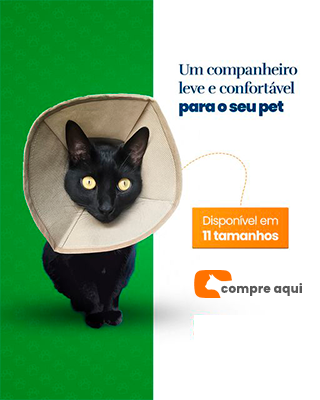 Um companheiro
leve e confortável
para o seu pet
Disponível em
11 tamanhos
compre aqui